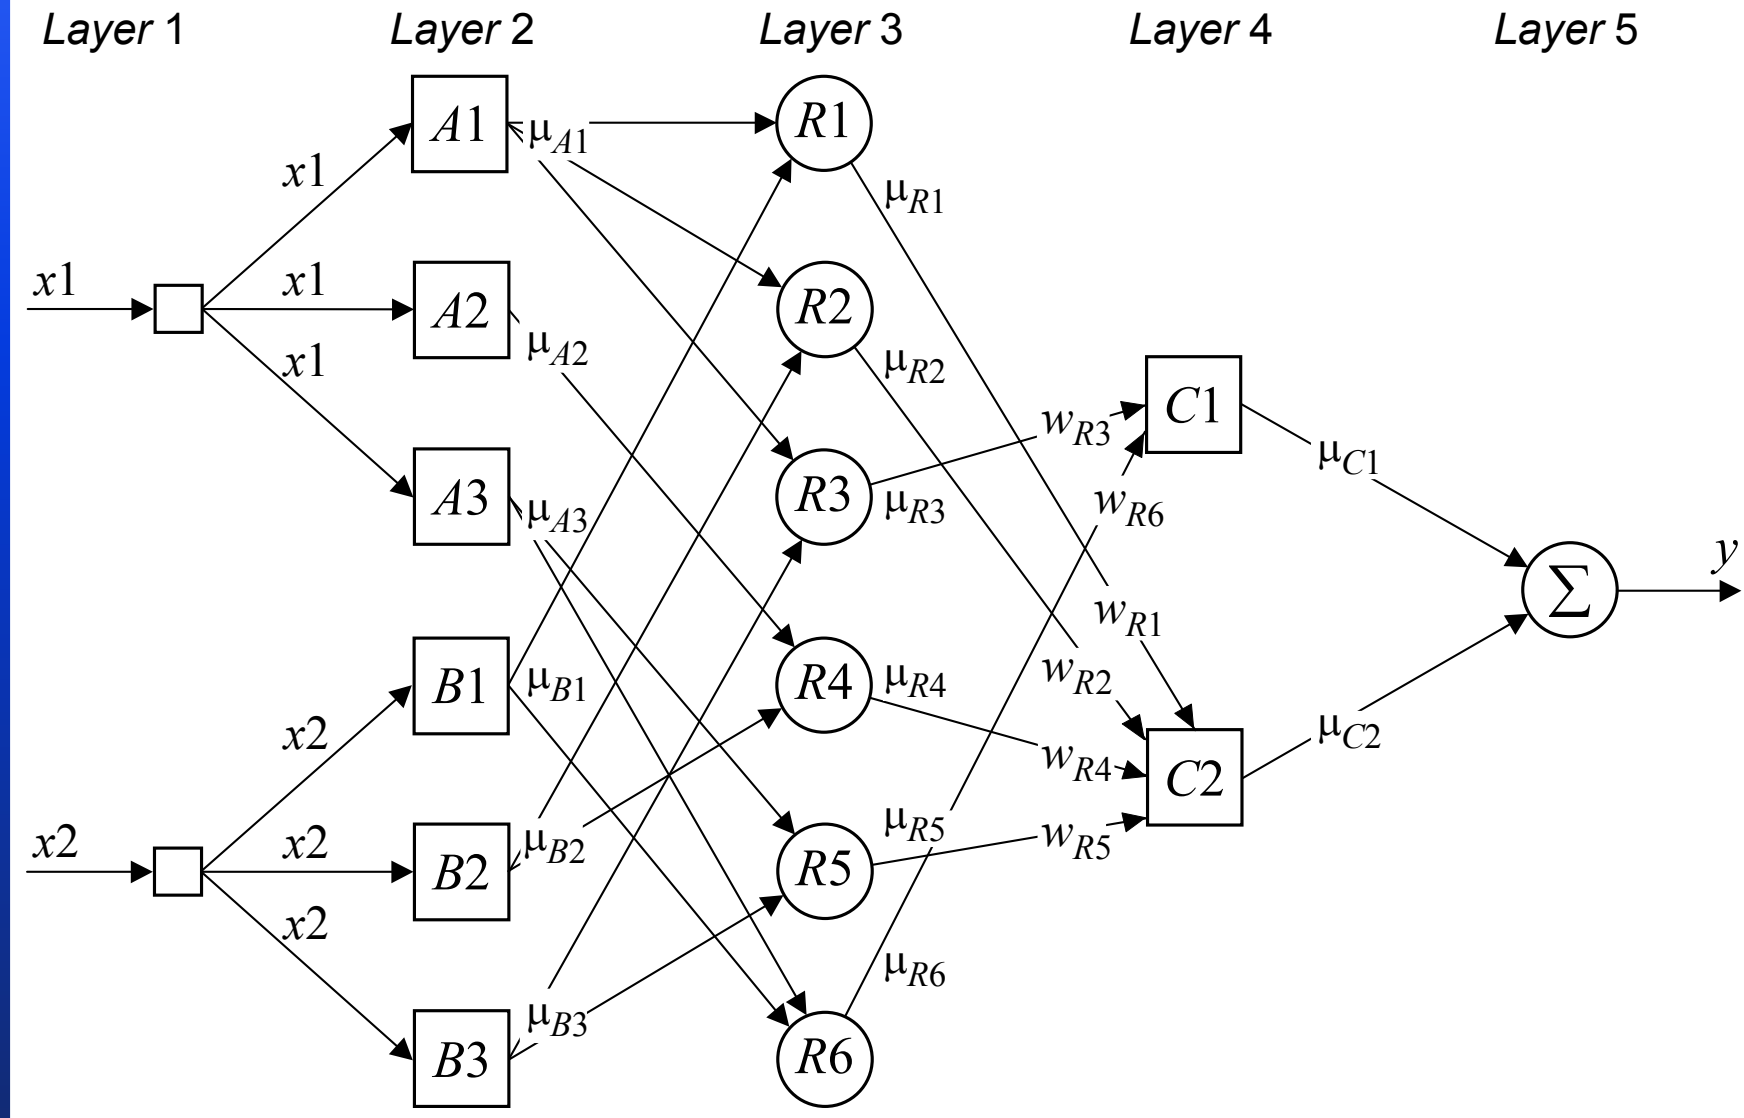 Layer 1 Layer 2 Layer 3 Layer 4 Layer 5
A1 μA1 R1
x1 μR1
x1 x1 A2 R2
μA2 μR2
x1 C1
wR3 μC1
A3 μA3 R3 μR3
wR6
y
Σ
wR1
B1 μB1 R4 μR4 wR2
x2 μC2
wR4 C2
x2 x2 B2 μB2 R5 μR5 wR5
x2
μR6
B3 μB3 R6